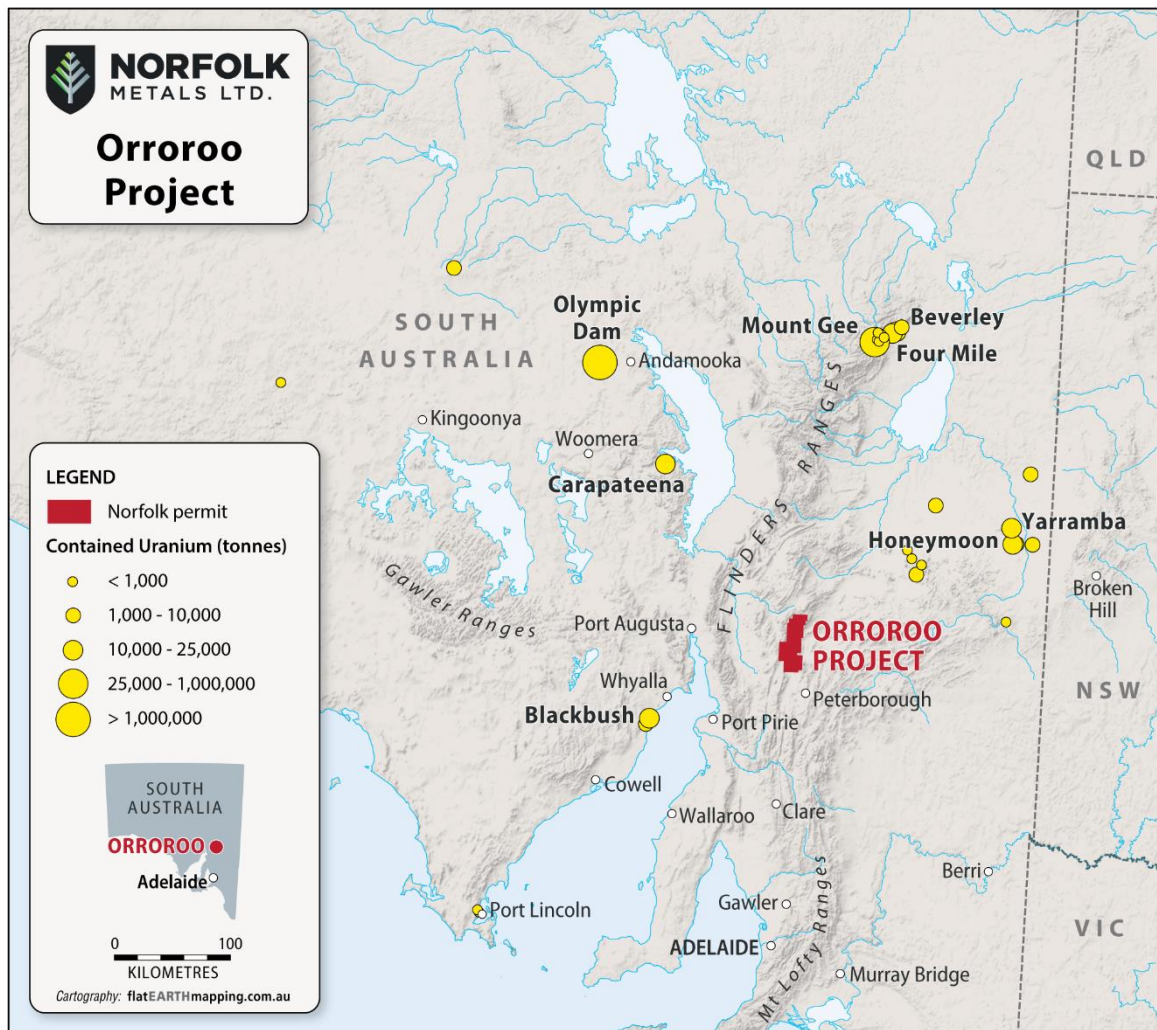 NORFOLK
METALS LTD.
Orroroo
Project
QLD
SOUTH
AUSTRALIA
Olympic
Dam
Andamooka
Mount Gee
Beverley
Four Mile
Kingoonya
Woomera
Carapateena
FLINDERS RANGES
Yarramba
Honeymoon
Broken
Hill
Gawler Ranges
Port Augusta
ORROROO
PROJECT
NSW
Whyalla
Peterborough
Blackbush
Port Pirie
Cowell
Wallaroo
Clare
Berri
Port Lincoln
Gawler
VIC
ADELAIDE
Mt Lofty Ranges
Murray Bridge
LEGEND
Norfolk permit
Contained Uranium (tonnes)
< 1,000
1,000 - 10,000
10,000 - 25,000
25,000 - 1,000,000
> 1,000,000
SOUTH
AUSTRALIA
ORROROO
Adelaide
0 100
KILOMETRES
Cartography: flatEARTHmapping.com.au